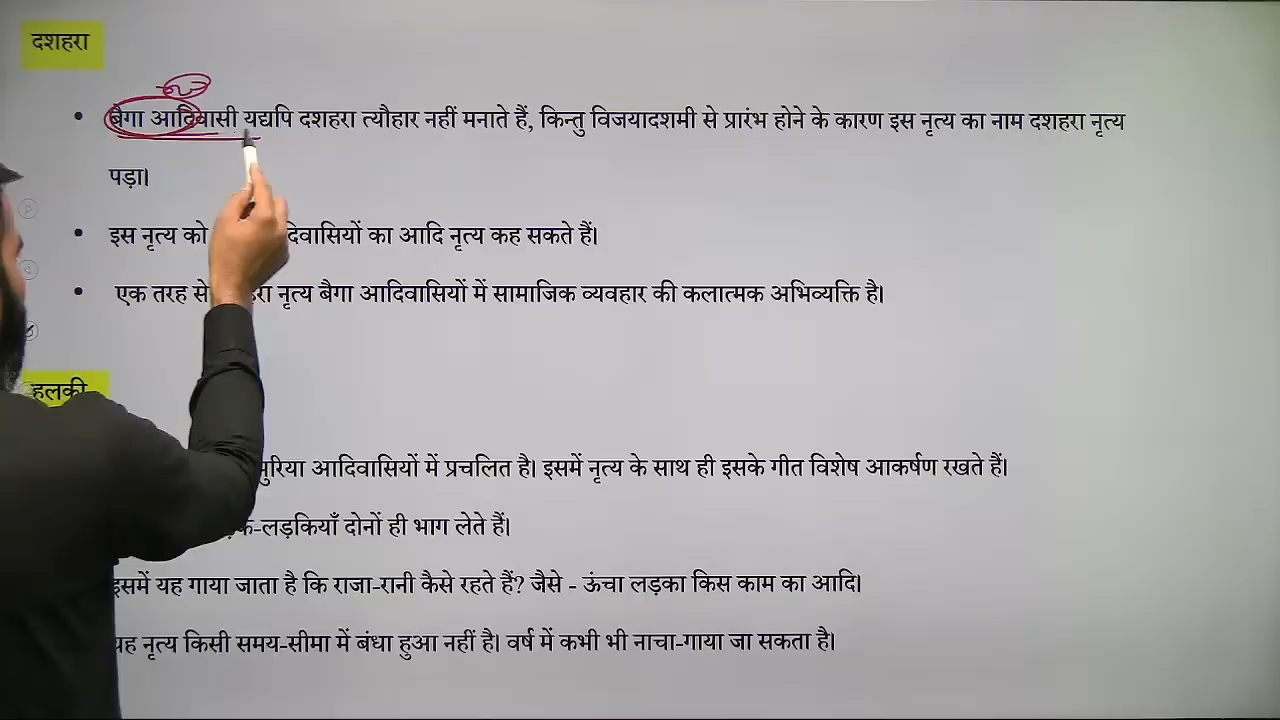 दशहरा
बैगा आदिवासी यद्यपि दशहरा त्यौहार नहीं मनाते हैं, किन्तु विजयादशमी से प्रारंभ होने के कारण इस नृत्य का नाम दशहरा नृत्य
पड़ा।
इस नृत्य को दिवासियों का आदि नृत्य कह सकते हैं।
एक तरह से नृत्य बैगा आदिवासियों में सामाजिक व्यवहार की कलात्मक अभिव्यक्ति है।
हुलकी
आदिवासियों में प्रचलित है। इसमें नृत्य के साथ ही इसके गीत विशेष आकर्षण रखते हैं।
-लड़कियाँ दोनों ही भाग लेते हैं।
इसमें यह गाया जाता है कि राजा-रानी कैसे रहते हैं? जैसे - ऊंचा लड़का किस काम का आदि।
यह नृत्य किसी समय-सीमा में बंधा हुआ नहीं है। वर्ष में कभी भी नाचा-गाया जा सकता है।